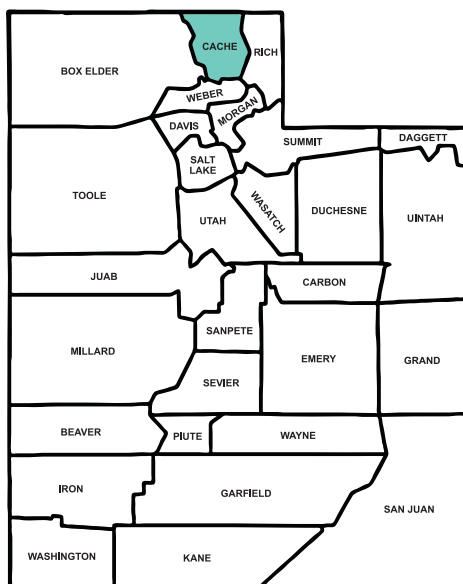 CACHE
RICH
BOX ELDER
WEBER
MORGAN
DAVIS
SUMMIT
DAGGETT
SALT
LAKE
TOOLE
WASATCH
DUCHESNE
UINTAH
UTAH
JUAB
CARBON
SANPETE
MILLARD
EMERY
GRAND
SEVIER
BEAVER
PIUTE
WAYNE
IRON
GARFIELD
SAN JUAN
WASHINGTON
KANE